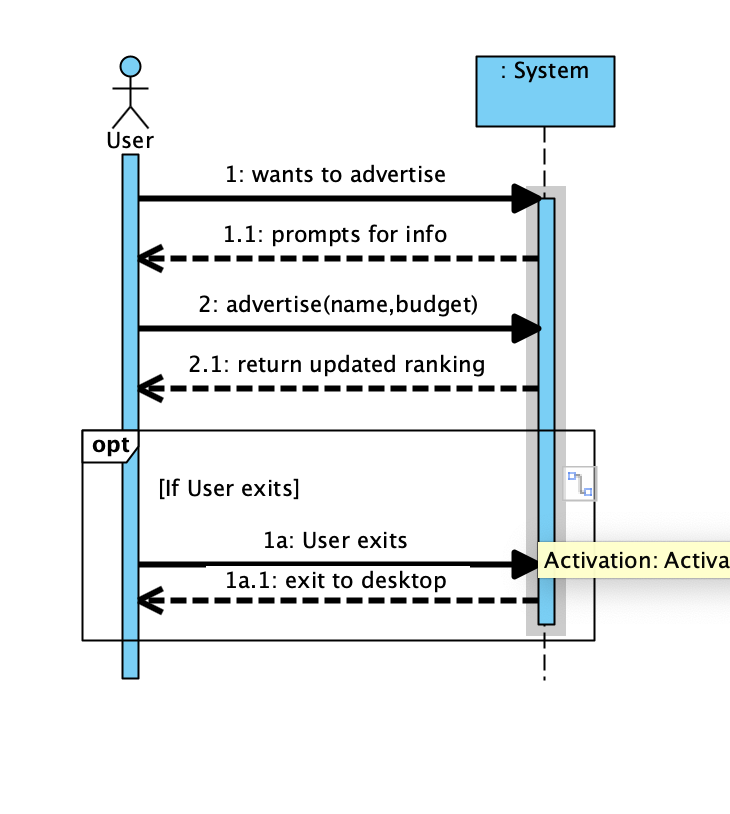 : System
User
1: wants to advertise
1.1: prompts for info
2: advertise(name,budget)
2.1: return updated ranking
opt
[If User exits]
1a: User exits
Activation: Activa
1a.1: exit to desktop